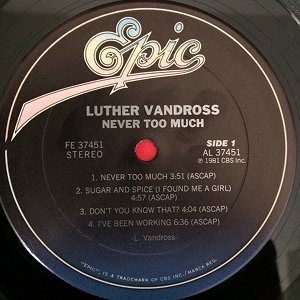 Epic
LUTHER VANDROSS
NEVER TOO MUCH
FE 37451
STEREO
SIDE 1
AL 37451
℗ 1981 CBS Inc.
1. NEVER TOO MUCH 3:51 (ASCAP)
2. SUGAR AND SPICE (I FOUND ME A GIRL)
4:57 (ASCAP)
3. DON'T YOU KNOW THAT? 4:04 (ASCAP)
4. I'VE BEEN WORKING 6:36 (ASCAP)
-L. Vandross-
"EPIC", IS A TRADEMARK OF CBS INC./MARCA REG.